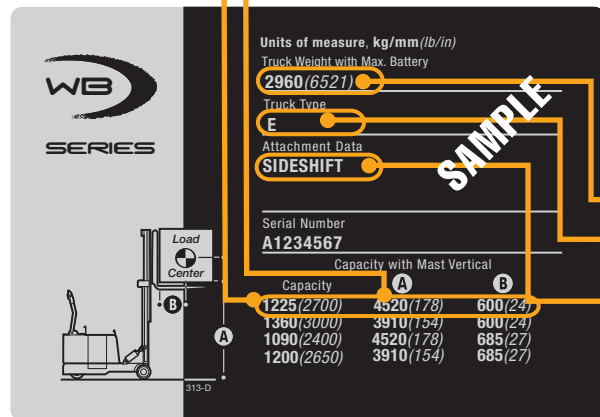 WB
SERIES
Units of measure, kg/mm(lb/in)
Truck Weight with Max. Battery
2960(6521)
Truck Type
E
Attachment Data
SIDESHIFT
SAMPLE
Serial Number
A1234567
Capacity with Mast Vertical
Capacity A B
1225(2700) 4520(178) 600(24)
1360(3000) 3910(154) 600(24)
1090(2400) 4520(178) 685(27)
1200(2650) 3910(154) 685(27)
Load
Center
B
A
313-D